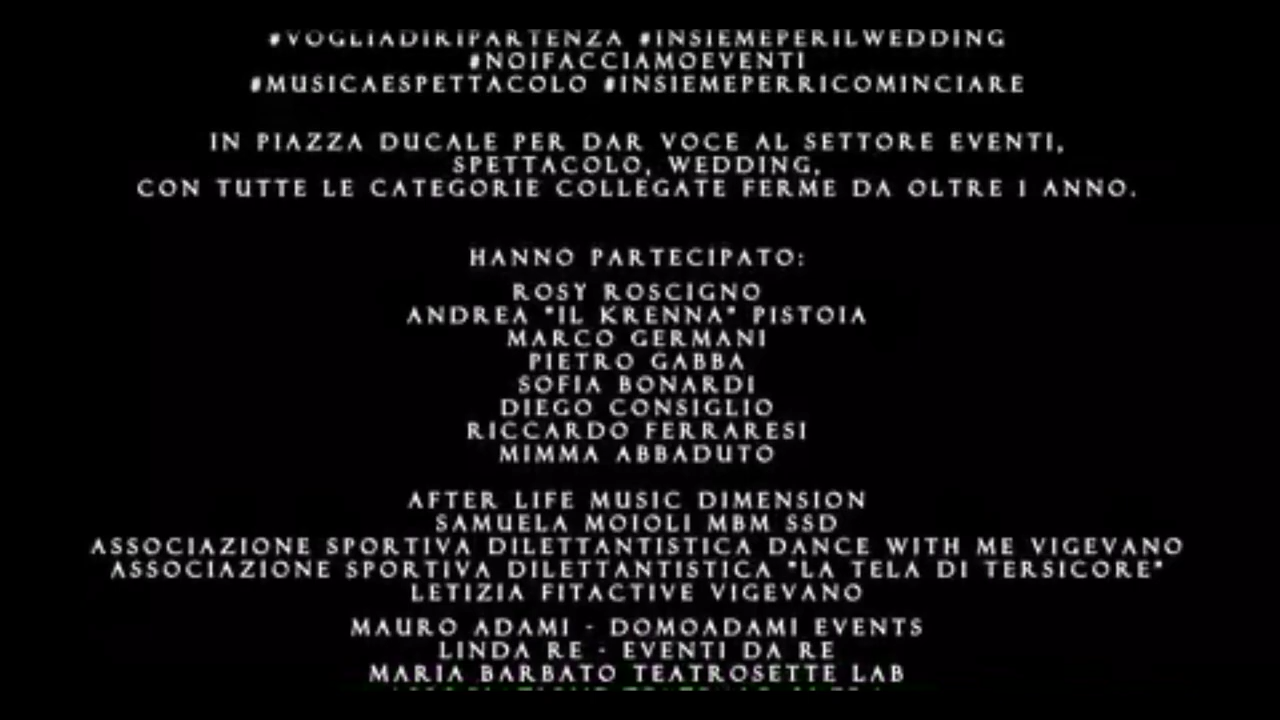 #VOGLIADIRIPARTENZA #INSIEMEPERILWEDDING
#NOIFACCIAMOEVENTI
#MUSICAESPETTACOLO #INSIEMEPERRICOMINCIARE
IN PIAZZA DUCALE PER DAR VOCE AL SETTORE EVENTI,
SPETTACOLO, WEDDING,
CON TUTTE LE CATEGORIE COLLEGATE FERME DA OLTRE 1 ANNO.
HANNO PARTECIPATO:
ROSY ROSCIGNO
ANDREA "IL KRENNA" PISTOIA
MARCO GERMANI
PIETRO GABBA
SOFIA BONARDI
DIEGO CONSIGLIO
RICCARDO FERRARESI
MIMMA ABBADUTO
AFTER LIFE MUSIC DIMENSION
SAMUELA MOIOLI MBM SSD
ASSOCIAZIONE SPORTIVA DILETTANTISTICA DANCE WITH ME VIGEVANO
ASSOCIAZIONE SPORTIVA DILETTANTISTICA "LA TELA DI TERSICORE"
LETIZIA FITACTIVE VIGEVANO
MAURO ADAMI - DOMOADAMI EVENTS
LINDA RE - EVENTI DA RE
MARIA BARBATO TEATROSETTE LAB